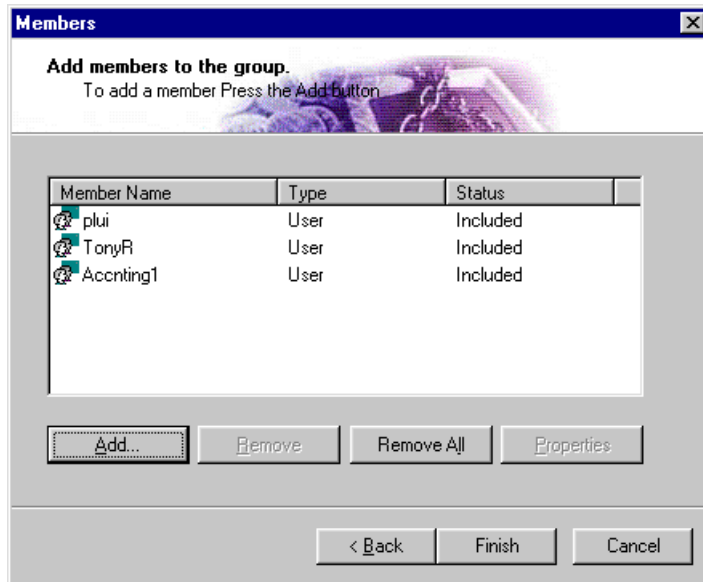 Members
Add members to the group.
To add a member Press the Add button
Member Name Type Status
plui User Included
TonyR User Included
Accnting1 User Included
Add... Remove Remove All Properties
< Back Finish Cancel